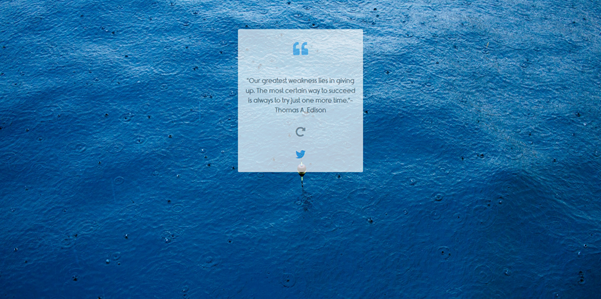 "Our greatest weakness lies in giving
up. The most certain way to succeed
is always to try just one more time."-
Thomas A. Edison